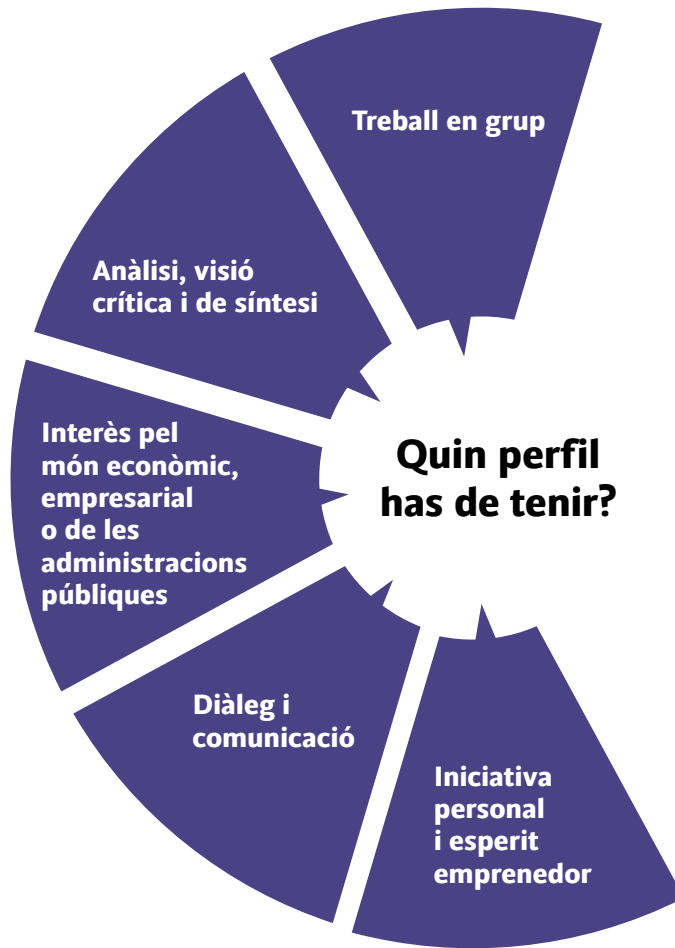 Treball en grup
Anàlisi, visió
crítica i de síntesi
Interès pel
món econòmic,
empresarial
o de les
administracions
públiques
Quin perfil
has de tenir?
Diàleg i
comunicació
Iniciativa
personal
i esperit
emprenedor